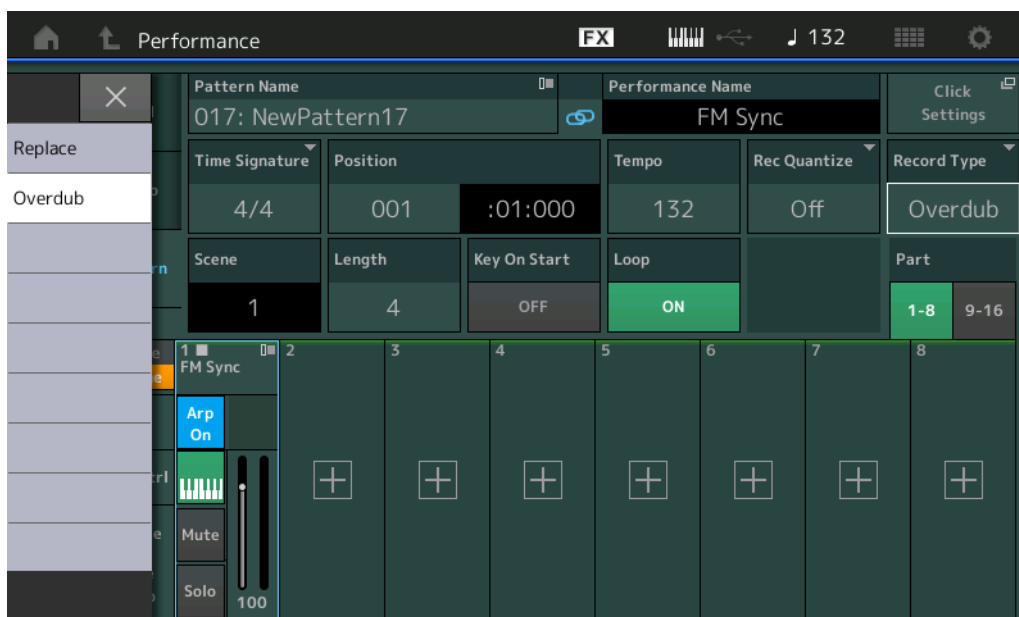 Performance
FX
132
Replace
Overdub
Pattern Name
017: NewPattern17
Performance Name
FM Sync
Click
Settings
Time Signature
4/4
Position
001
:01:000
Tempo
132
Rec Quantize
Off
Record Type
Overdub
Scene
1
Length
4
Key On Start
OFF
Loop
ON
Part
1-8
9-16
1
FM Sync
2
3
4
5
6
7
8
Arp
On
Mute
Solo
100